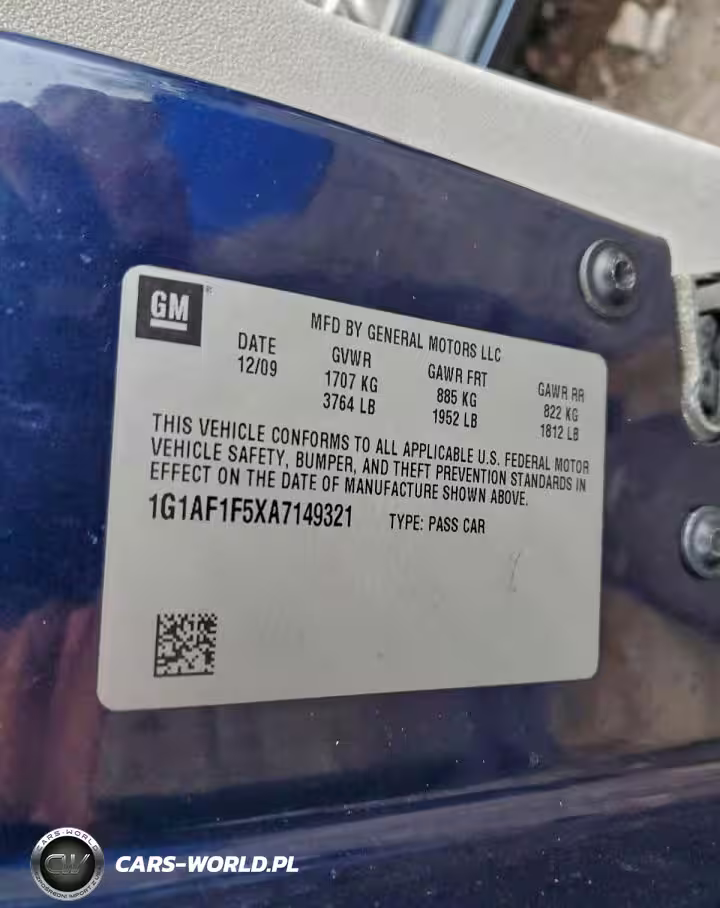 GM
MFD BY GENERAL MOTORS LLC
DATE GVWR GAWR FRT GAWR RR
12/09 1707 KG 885 KG 822 KG
3764 LB 1952 LB 1812 LB
THIS VEHICLE CONFORMS TO ALL APPLICABLE U.S. FEDERAL MOTOR
VEHICLE SAFETY, BUMPER, AND THEFT PREVENTION STANDARDS IN
EFFECT ON THE DATE OF MANUFACTURE SHOWN ABOVE.
1G1AF1F5XA7149321 TYPE: PASS CAR
CARS-WORLD
CW
CARS-WORLD.PL